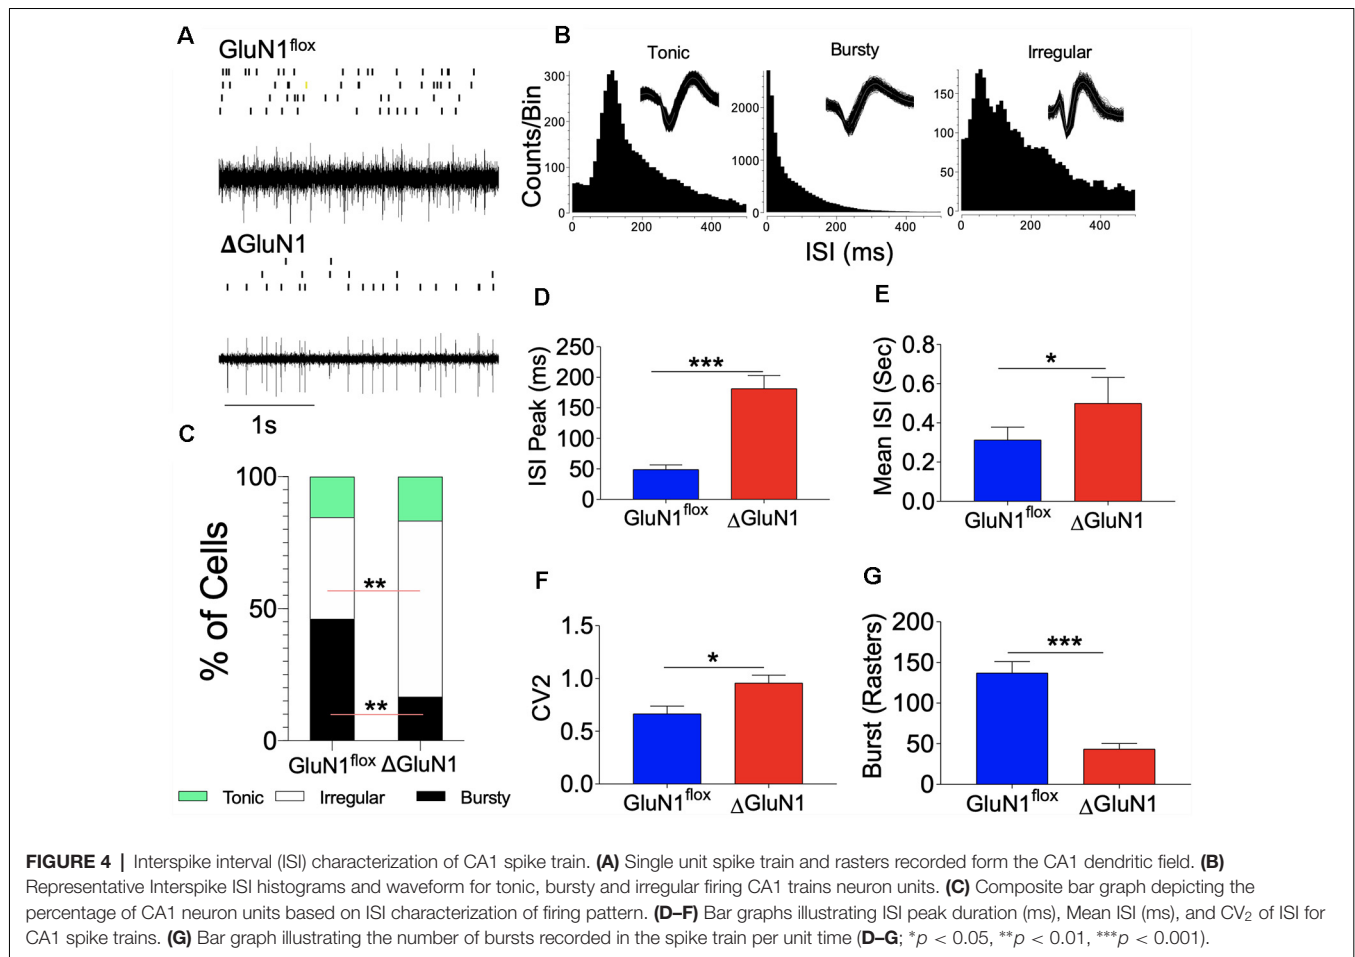 A
GluN1flox
ΔGluN1
1s
B
Tonic
Bursty
Irregular
Counts/Bin
300
200
100
0
2000
1000
0
150
100
50
0
0 200 400
0 200 400
0 200 400
ISI (ms)
C
% of Cells
100
50
0
**
**
GluN1flox ΔGluN1
Tonic Irregular Bursty
D
ISI Peak (ms)
250
200
150
100
50
0
***
GluN1flox ΔGluN1
E
Mean ISI (Sec)
0.8
0.6
0.4
0.2
0.0
*
GluN1flox ΔGluN1
F
CV2
1.5
1.0
0.5
0.0
*
GluN1flox ΔGluN1
G
Burst (Rasters)
200
150
100
50
0
***
GluN1flox ΔGluN1
FIGURE 4 | Interspike interval (ISI) characterization of CA1 spike train. (A) Single unit spike train and rasters recorded form the CA1 dendritic field. (B)
Representative Interspike ISI histograms and waveform for tonic, bursty and irregular firing CA1 trains neuron units. (C) Composite bar graph depicting the
percentage of CA1 neuron units based on ISI characterization of firing pattern. (D–F) Bar graphs illustrating ISI peak duration (ms), Mean ISI (ms), and CV2 of ISI for
CA1 spike trains. (G) Bar graph illustrating the number of bursts recorded in the spike train per unit time (D–G; *p < 0.05, **p < 0.01, ***p < 0.001).